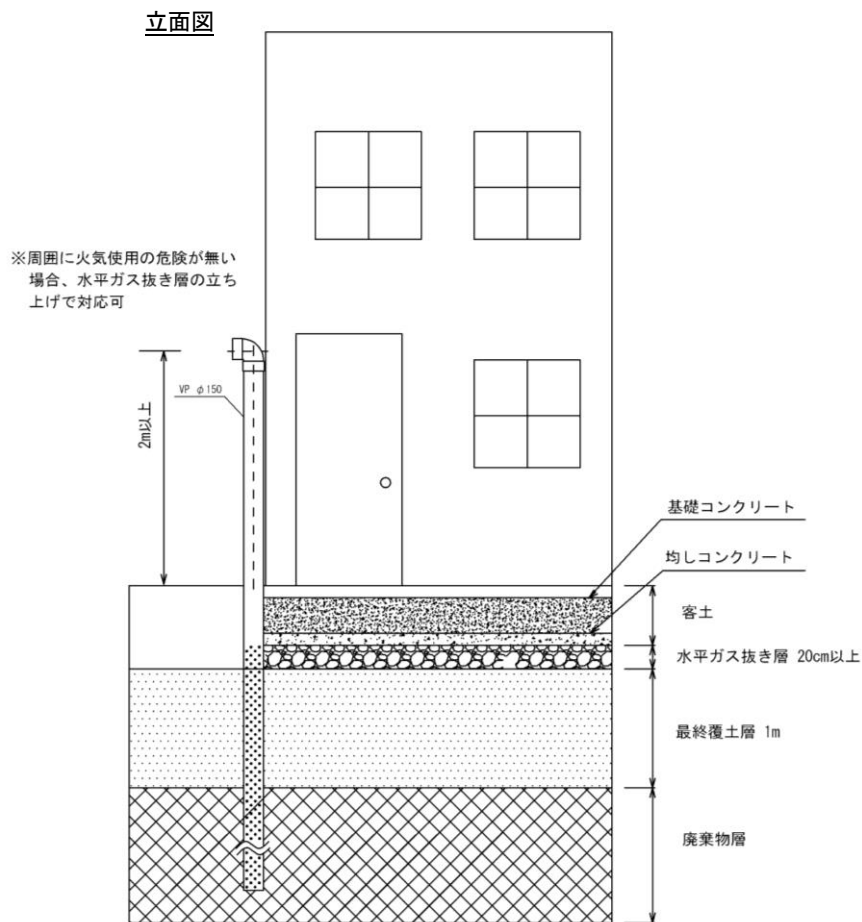 立面図
※周囲に火気使用の危険が無い
場合、水平ガス抜き層の立ち
上げで対応可
VP φ150
2m以上
基礎コンクリート
均しコンクリート
客土
水平ガス抜き層 20cm以上
最終覆土層 1m
廃棄物層